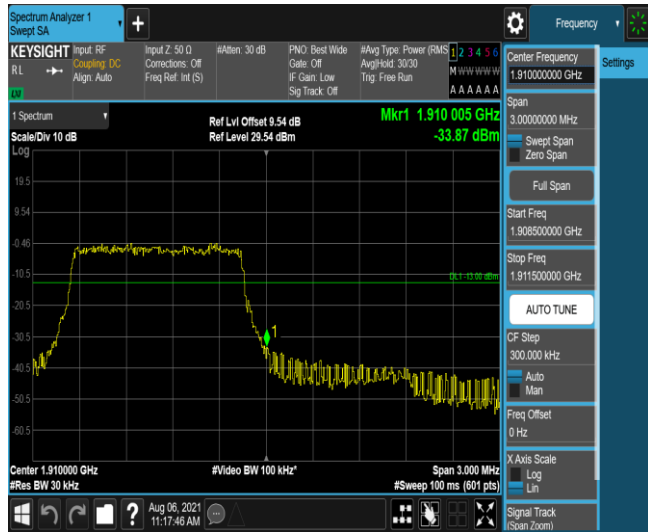 Spectrum Analyzer 1
Swept SA
Frequency
KEYSIGHT
RL
Input: RF
Coupling: DC
Align: Auto
Input Z: 50 Ω
Corrections: Off
Freq Ref: Int (S)
#Atten: 30 dB
PNO: Best Wide
Gate: Off
IF Gain: Low
Sig Track: Off
#Avg Type: Power (RMS
Avg|Hold: 30/30
Trig: Free Run
1 2 3 4 5 6
M W W W W W
A A A A A A
1 Spectrum
Scale/Div 10 dB
Ref Lvl Offset 9.54 dB
Ref Level 29.54 dBm
Mkr1 1.910 005 GHz
-33.87 dBm
Log
19.5
9.54
-0.46
-10.5
DL1 -13.00 dBm
-20.5
-30.5
1
-40.5
-50.5
-60.5
Center 1.910000 GHz
#Res BW 30 kHz
#Video BW 100 kHz*
Span 3.000 MHz
#Sweep 100 ms (601 pts)
Aug 06, 2021
11:17:46 AM
?
Center Frequency
1.910000000 GHz
Settings
Span
3.00000000 MHz
Swept Span
Zero Span
Full Span
Start Freq
1.908500000 GHz
Stop Freq
1.911500000 GHz
AUTO TUNE
CF Step
300.000 kHz
Auto
Man
Freq Offset
0 Hz
X Axis Scale
Log
Lin
Signal Track
(Span Zoom)